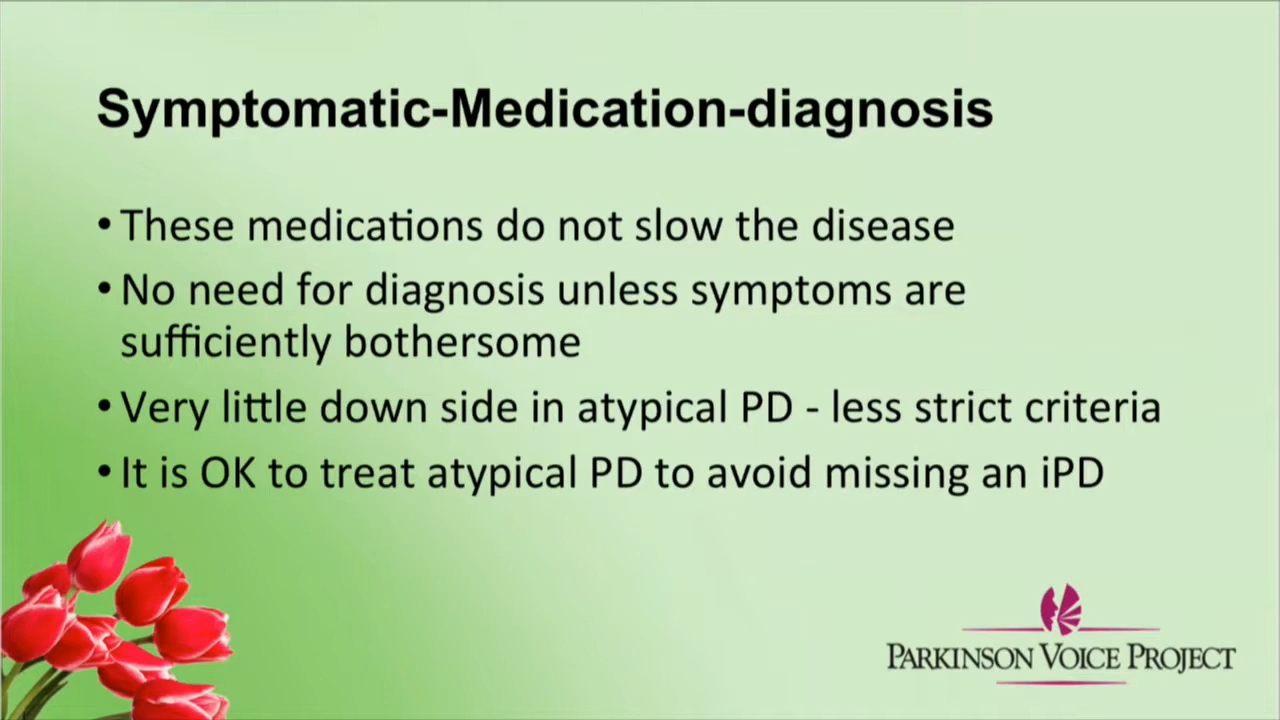 Symptomatic-Medication-diagnosis
• These medications do not slow the disease
• No need for diagnosis unless symptoms are
sufficiently bothersome
• Very little down side in atypical PD - less strict criteria
• It is OK to treat atypical PD to avoid missing an iPD
PARKINSON VOICE PROJECT